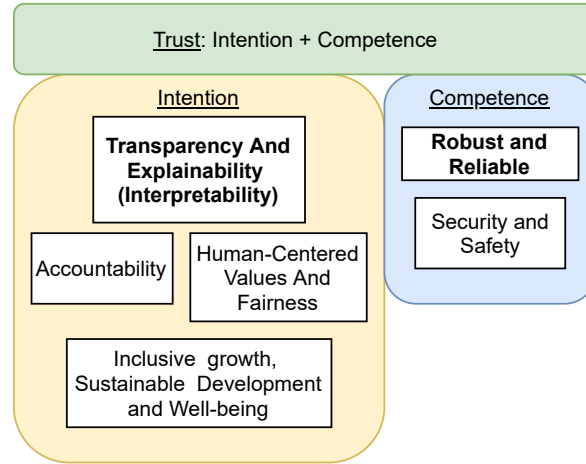 Trust: Intention + Competence
Intention
Transparency And
Explainability
(Interpretability)
Accountability
Human-Centered
Values And
Fairness
Inclusive growth,
Sustainable Development
and Well-being
Competence
Robust and
Reliable
Security and
Safety